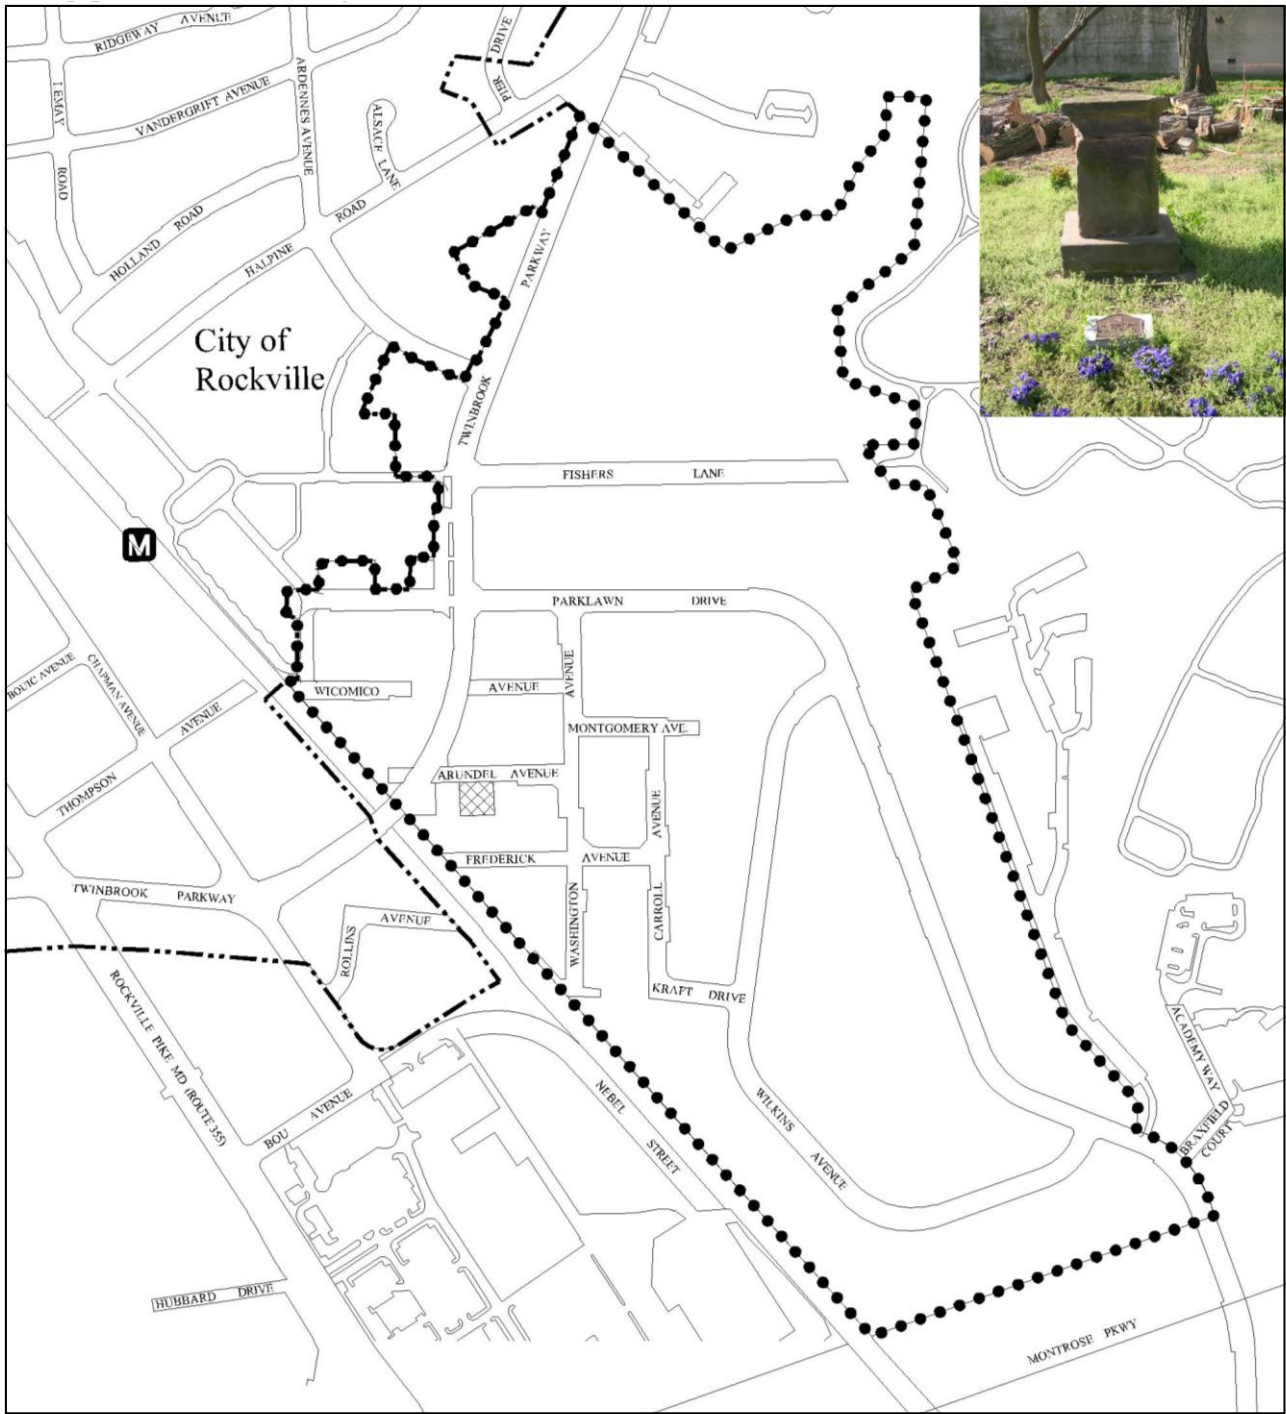 RIDGEWAY AVENUE
PIER DRIVE
LEMAY
ROAD
VANDERGRIFT AVENUE
ARDENNES AVENUE
ALSACE LANE
HOLLAND ROAD
HALPINE
ROAD
TWINBROOK
PARKWAY
City of
Rockville
FISHERS LANE
M
PARKLAWN DRIVE
BOUIC AVENUE
CHAPMAN AVENUE
THOMPSON
AVENUE
WICOMICO
AVENUE
AVENUE
MONTGOMERY AVE.
ARUNDEL AVENUE
AVENUE
FREDERICK AVENUE
TWINBROOK PARKWAY
AVENUE
ROLLINS
WASHINGTON
CARROLL
KRAFT DRIVE
ROCKVILLE PIKE MD (ROUTE 355)
BOU AVENUE
NEBEL
STREET
WILKINS
AVENUE
ACADEMY WAY
BRAXFIELD
COURT
HUBBARD DRIVE
MONTROSE PKWY